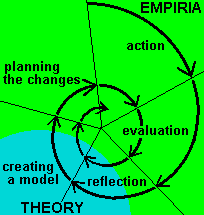 EMPIRIA
action
planning
the changes
evaluation
creating
a model
reflection
THEORY